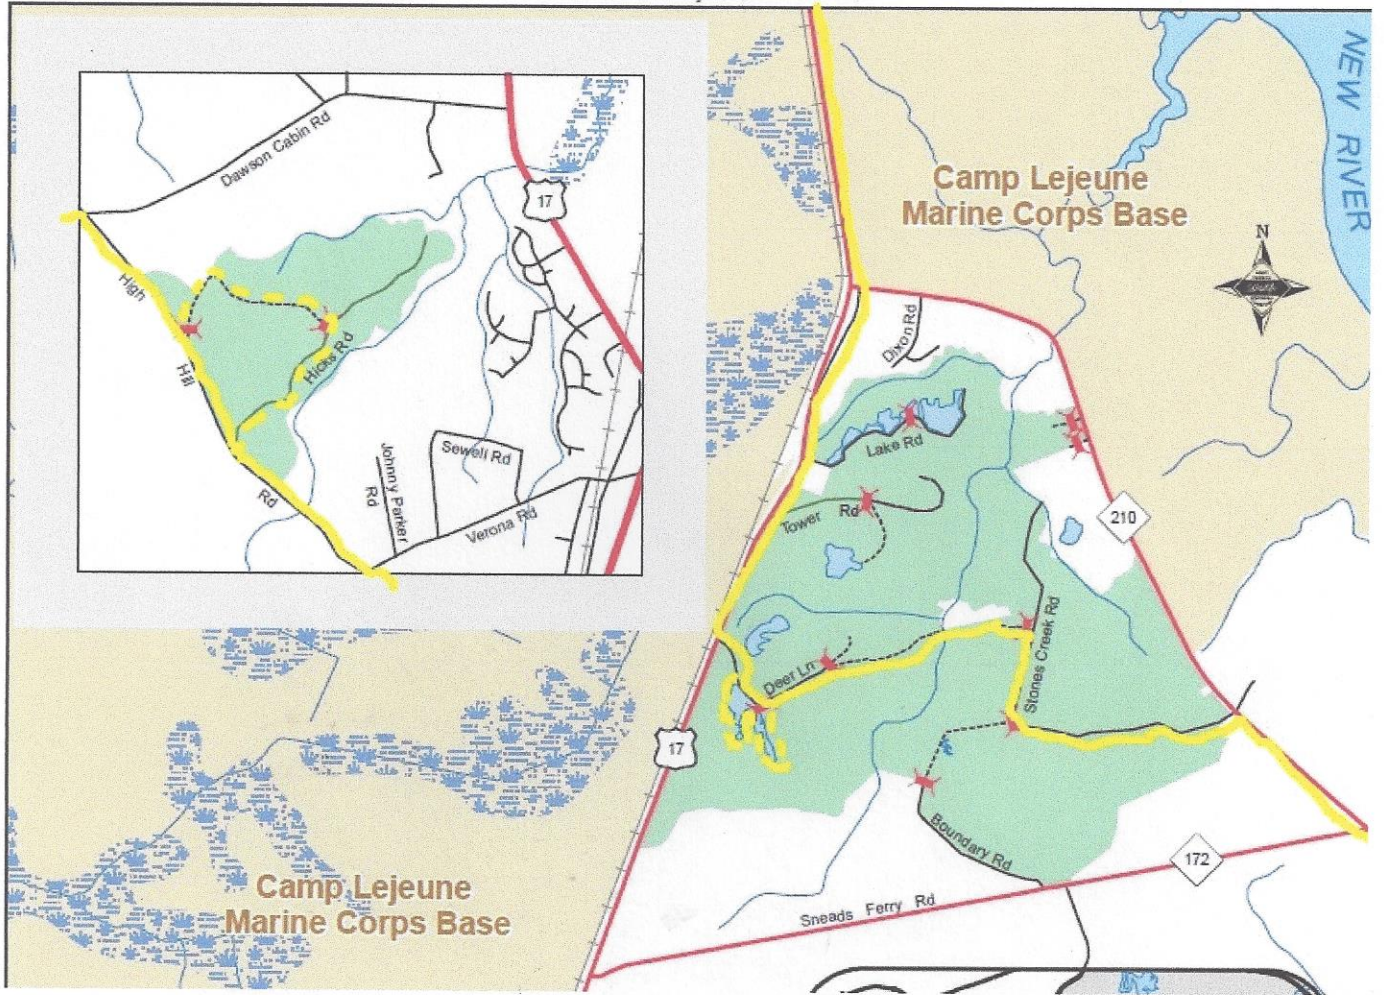 Dawson Cabin Rd
17
High
Hill
Rd
Hicks Rd
Johnny Parker
Rd
Sewell Rd
Verona Rd
NEW RIVER
Camp Lejeune
Marine Corps Base
N
Dixon Rd
Lake Rd
Tower Rd
210
Deer Ln
Stones Creek Rd
17
Boundary Rd
172
Sneads Ferry Rd
Camp Lejeune
Marine Corps Base